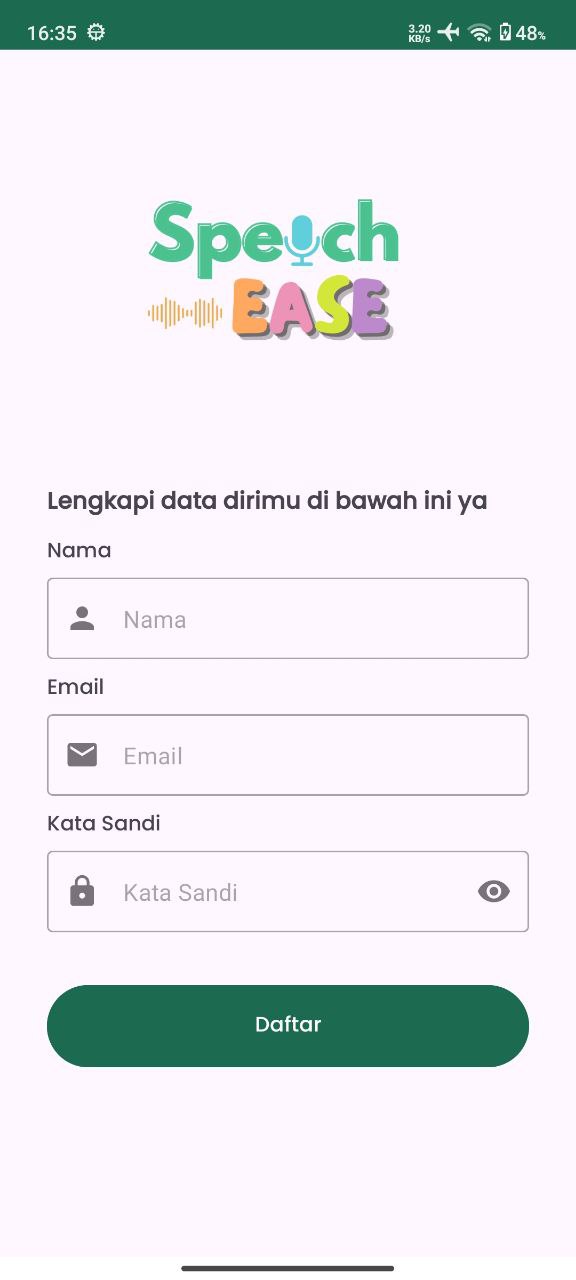 16:35
3.20
KB/s
48%
Speech
EASE
Lengkapi data dirimu di bawah ini ya
Nama
Nama
Email
Email
Kata Sandi
Kata Sandi
Daftar